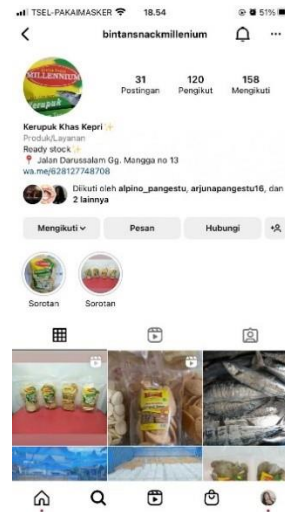 TSEL-PAKAIMASKER 18.54 51%
bintansnackmillenium
MILLENNIUM
Kerupuk
31 120 158
Postingan Pengikut Mengikuti
Kerupuk Khas Kepri
Produk/Layanan
Ready stock
Jalan Darussalam Gg. Mangga no 13
wa.me/628127748708
Diikuti oleh alpino_pangestu, arjunapangestu16, dan
2 lainnya
Mengikuti Pesan Hubungi
Sorotan Sorotan